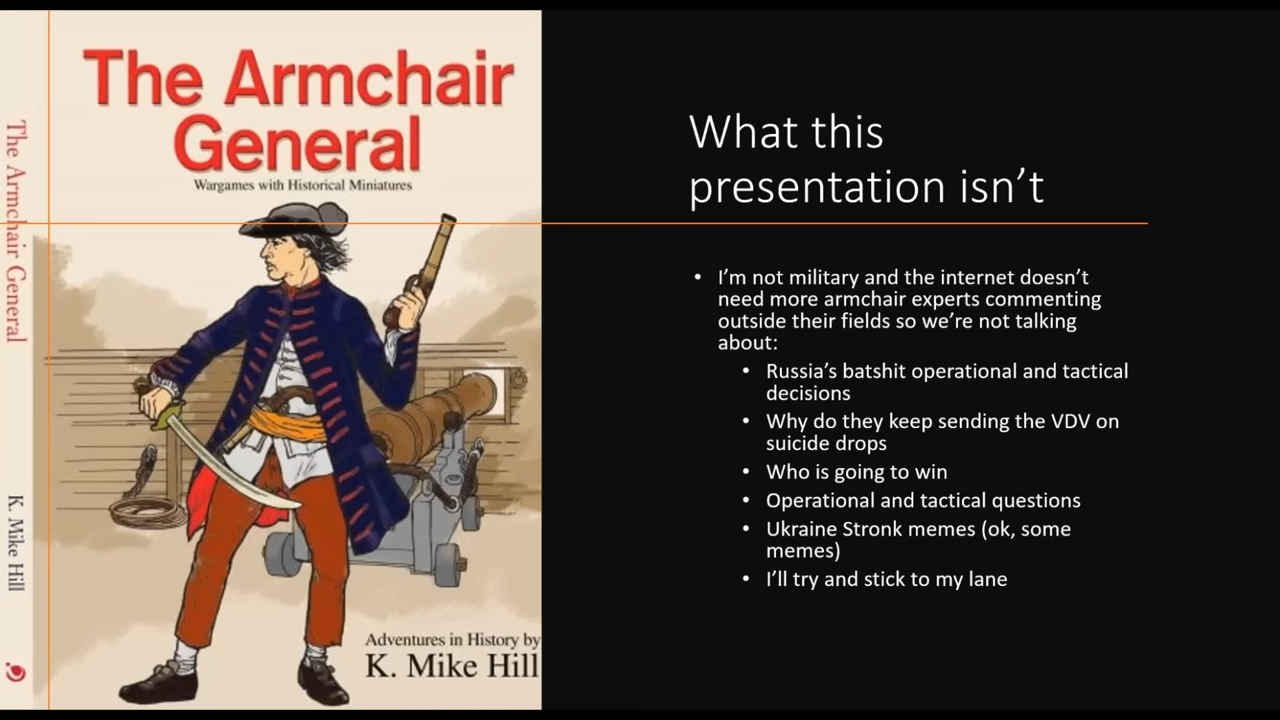 The Armchair General
K. Mike Hill
The Armchair
General
Wargames with Historical Miniatures
Adventures in History by
K. Mike Hill
What this
presentation isn’t
• I’m not military and the internet doesn’t
need more armchair experts commenting
outside their fields so we’re not talking
about:
• Russia’s batshit operational and tactical
decisions
• Why do they keep sending the VDV on
suicide drops
• Who is going to win
• Operational and tactical questions
• Ukraine Stronk memes (ok, some
memes)
• I’ll try and stick to my lane